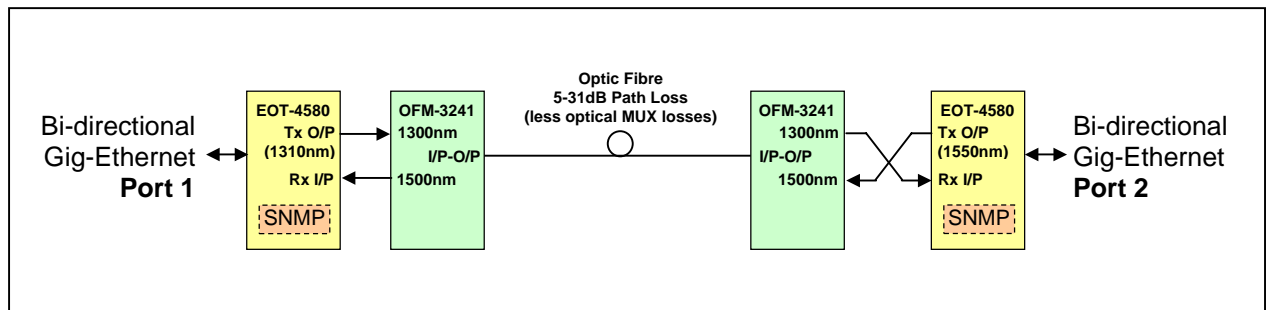 Bi-directional
Gig-Ethernet
Port 1
EOT-4580
Tx O/P
(1310nm)
Rx I/P
SNMP
OFM-3241
1300nm
I/P-O/P
1500nm
Optic Fibre
5-31dB Path Loss
(less optical MUX losses)
OFM-3241
1300nm
I/P-O/P
1500nm
EOT-4580
Tx O/P
(1550nm)
Rx I/P
SNMP
Bi-directional
Gig-Ethernet
Port 2